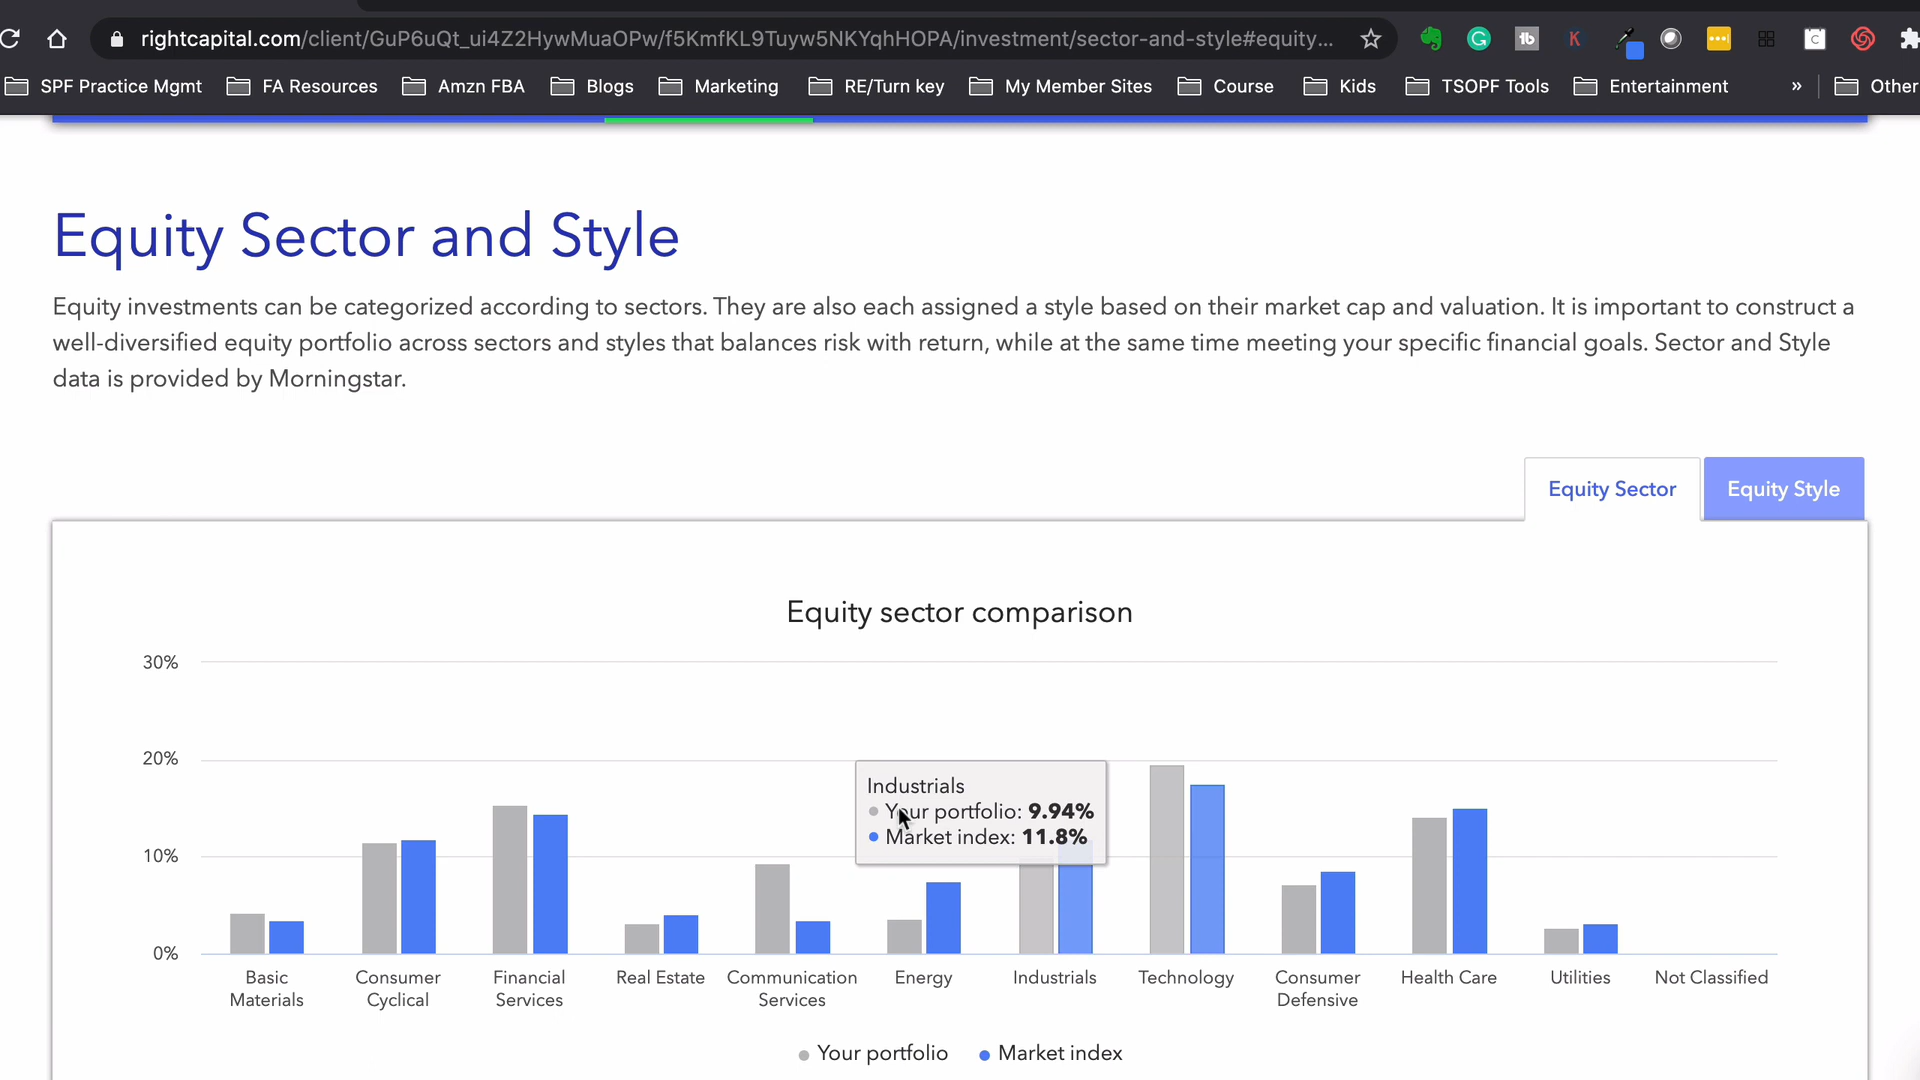 rightcapital.com/client/GuP6uQt_ui4Z2HywMuaOPw/f5KmfKL9Tuyw5NKYqhHOPA/investment/sector-and-style#equity...
SPF Practice Mgmt FA Resources Amzn FBA Blogs Marketing RE/Turn key My Member Sites Course Kids TSOPF Tools Entertainment » Other
Equity Sector and Style
Equity investments can be categorized according to sectors. They are also each assigned a style based on their market cap and valuation. It is important to construct a
well-diversified equity portfolio across sectors and styles that balances risk with return, while at the same time meeting your specific financial goals. Sector and Style
data is provided by Morningstar.
Equity Sector Equity Style
Equity sector comparison
30%
20%
10%
0%
Industrials
Your portfolio: 9.94%
Market index: 11.8%
Basic Materials
Consumer Cyclical
Financial Services
Real Estate
Communication Services
Energy
Industrials
Technology
Consumer Defensive
Health Care
Utilities
Not Classified
Your portfolio Market index